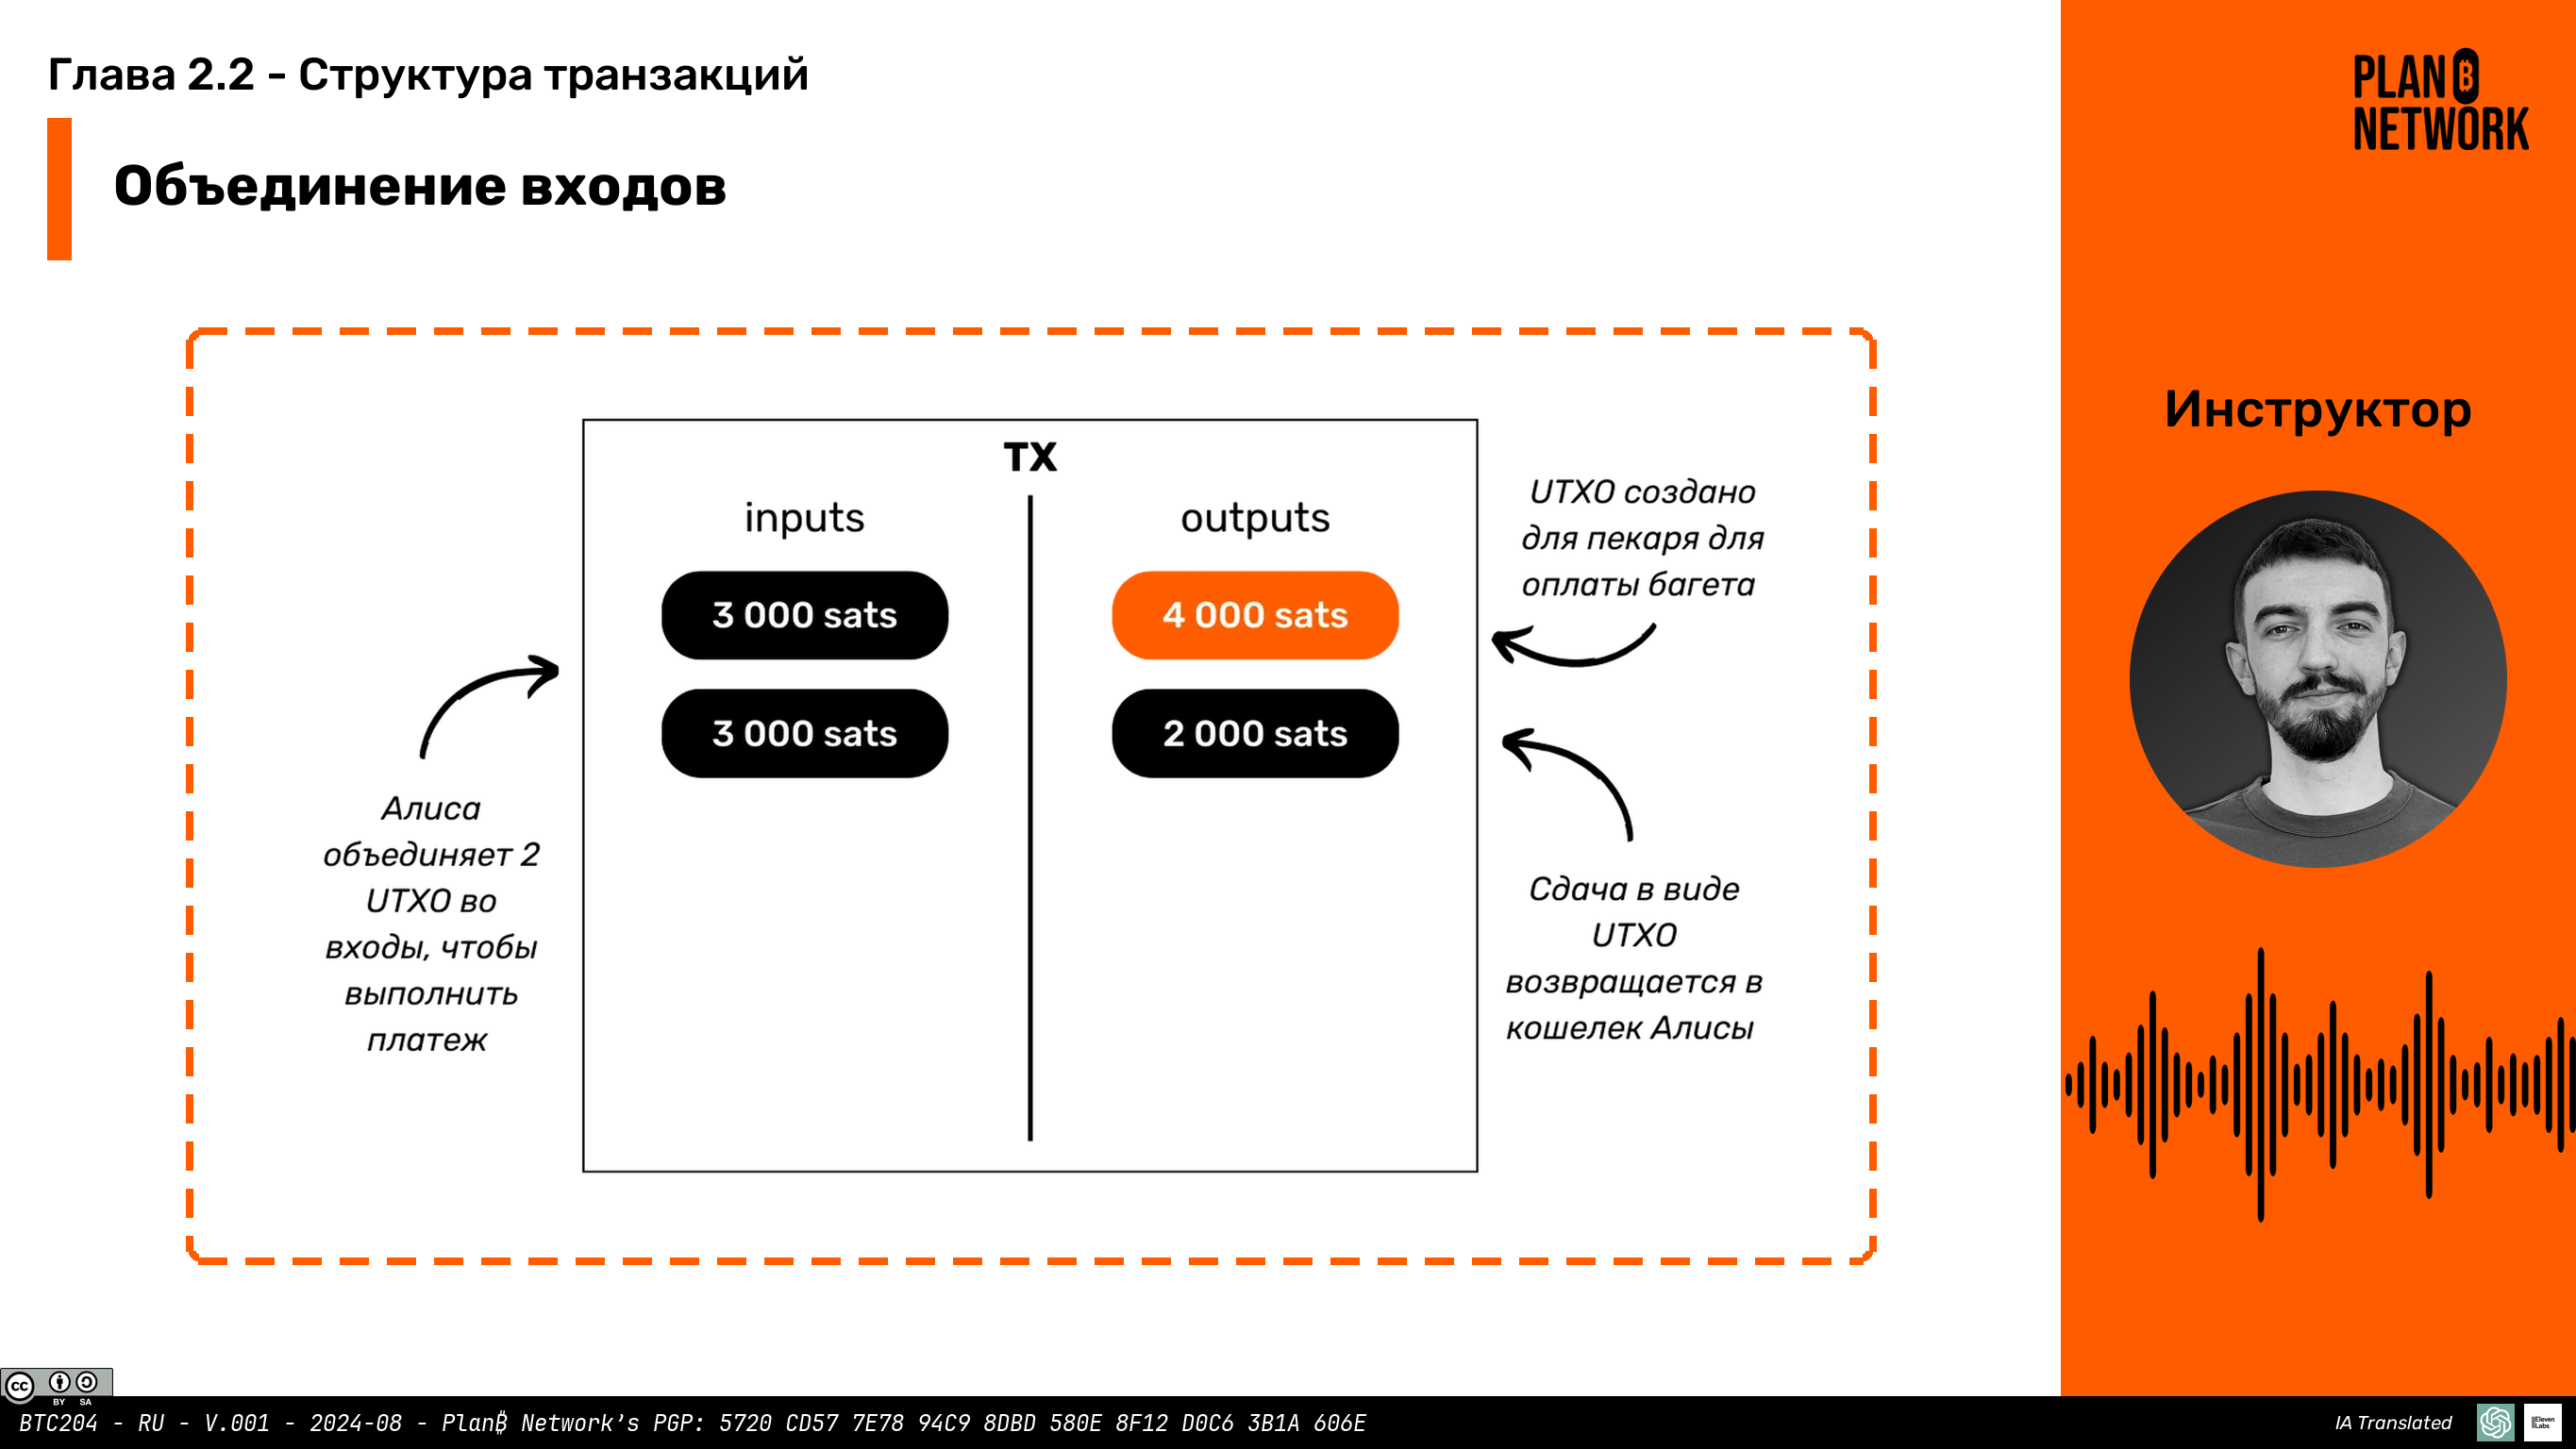 Глава 2.2 - Структура транзакций
Объединение входов
PLAN ₿
NETWORK
Инструктор
TX
inputs
outputs
3 000 sats
4 000 sats
3 000 sats
2 000 sats
UTXO создано
для пекаря для
оплаты багета
Алиса
объединяет 2
UTXO во
входы, чтобы
выполнить
платеж
Сдача в виде
UTXO
возвращается в
кошелек Алисы
cc
BY SA
BTC204 - RU - V.001 - 2024-08 - Plan₿ Network's PGP: 5720 CD57 7E78 94C9 8DBD 580E 8F12 D0C6 3B1A 606E
IA Translated
IIElevenLabs